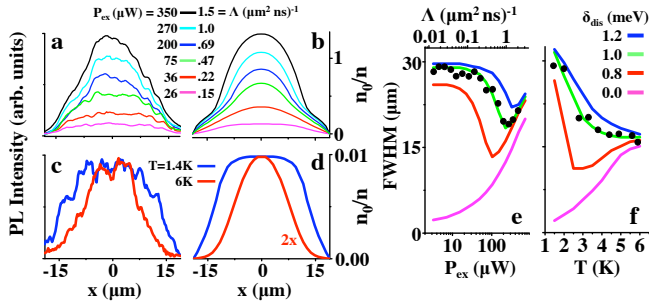 P_ex (μW) = 350 1.5 = Λ (μm² ns)⁻¹
270 1.0
200 .69
75 .47
36 .22
26 .15
a
b
1
0
n₀/n
PL Intensity (arb. units)
c
T=1.4K
6K
d
2x
0.01
0.00
n₀/n
-15 0 15
x (μm)
-15 0 15
x (μm)
Λ (μm² ns)⁻¹
0.01 0.1 1
FWHM (μm)
30
15
0
e
1 10 100
P_ex (μW)
δ_dis (meV)
1.2
1.0
0.8
0.0
f
1 2 3 4 5 6
T (K)